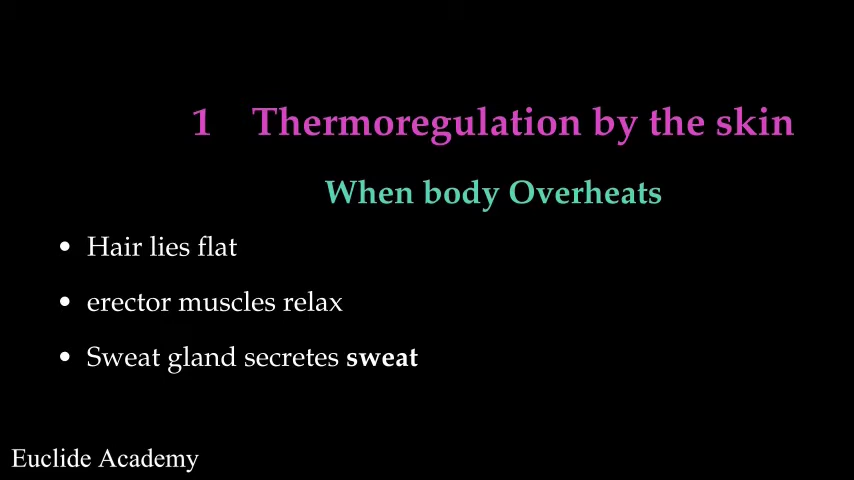 1 Thermoregulation by the skin
When body Overheats
• Hair lies flat
• erector muscles relax
• Sweat gland secretes sweat
Euclide Academy